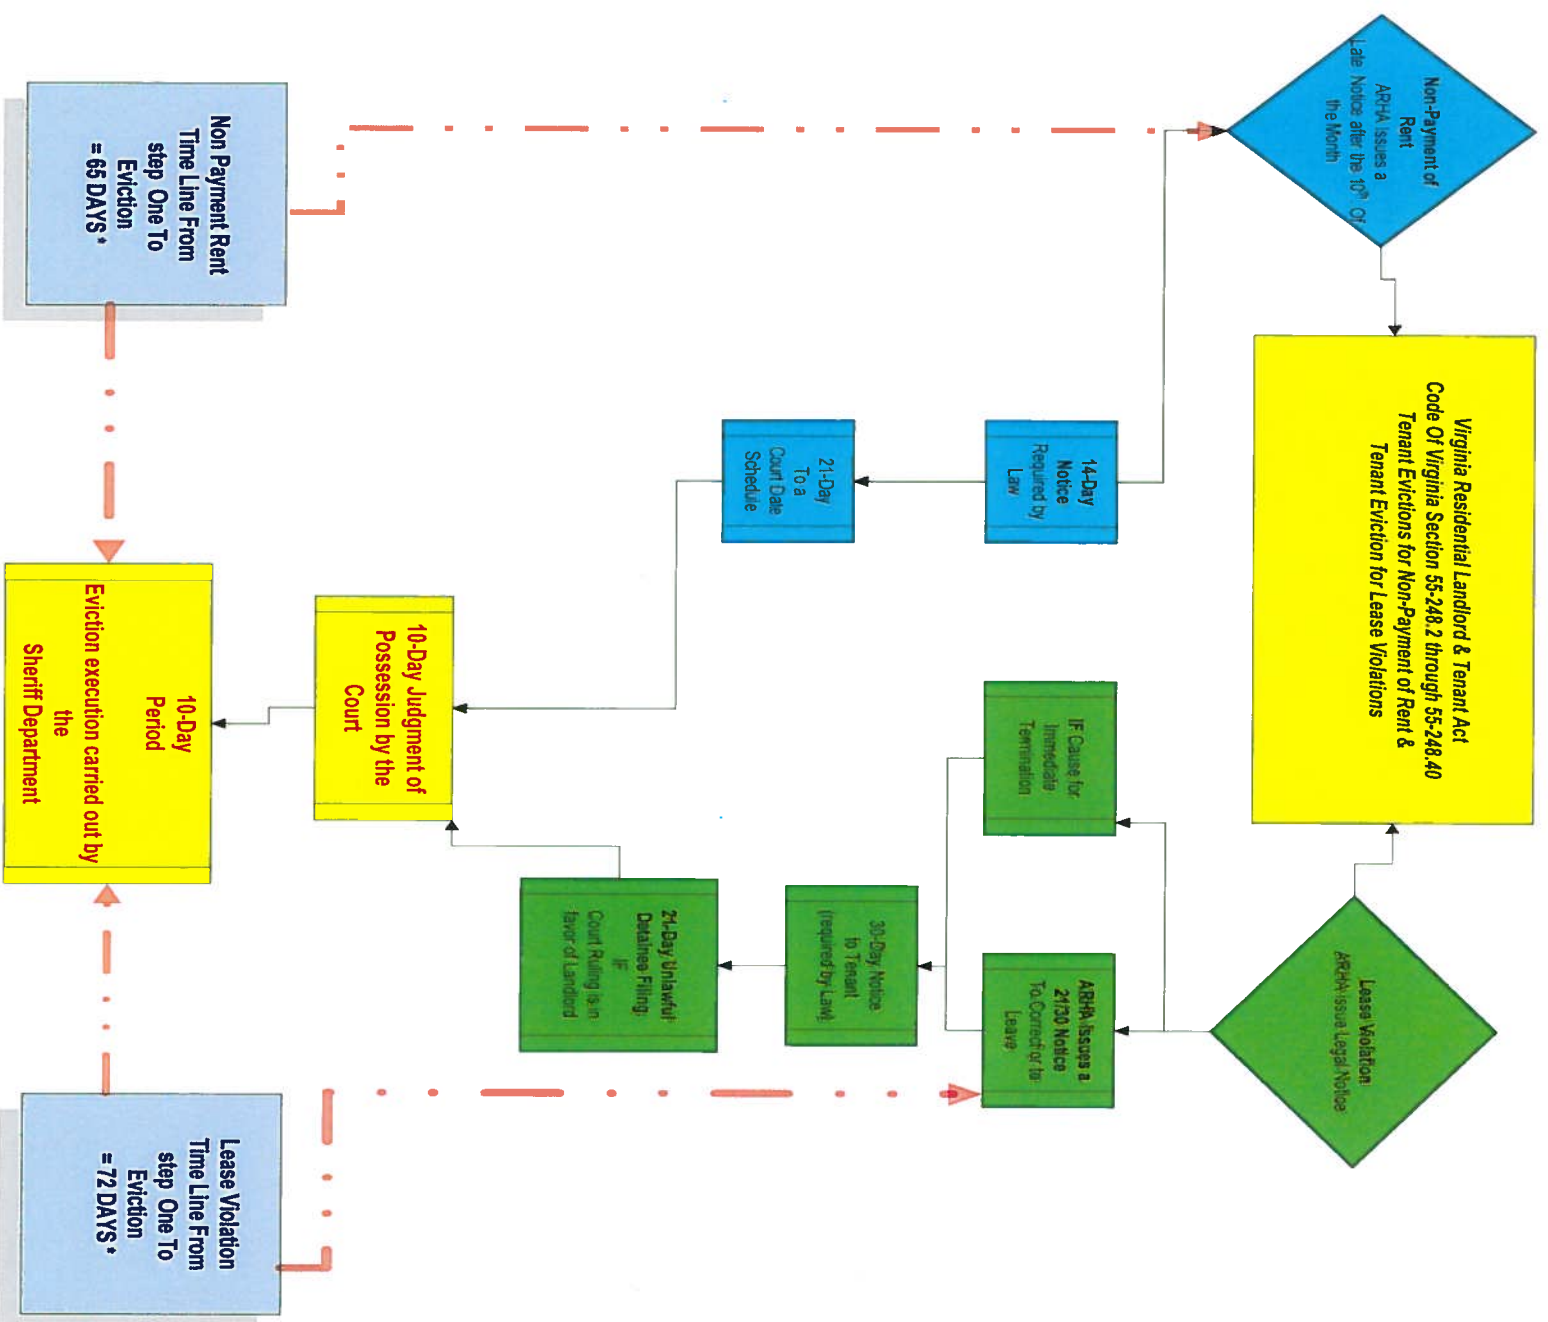 Non-Payment of
Rent
ARHA Issues a
Late Notice after the 10th Of
the Month
Virginia Residential Landlord & Tenant Act
Code Of Virginia Section 55-248.2 through 55-248.40
Tenant Evictions for Non-Payment of Rent &
Tenant Eviction for Lease Violations
Lease Violation
ARHA Issue Legal Notice
14-Day
Notice
Required by
Law
IF Cause for
Immediate
Termination
ARHA Issues a
21/30 Notice
To Correct or to
Leave
21-Day
To a
Court Date
Schedule
30-Day Notice
to Tenant
(required by Law)
21-Day Unlawful
Detainee Filing
IF
Court Ruling is in
favor of Landlord
10-Day Judgment of
Possession by the
Court
Non Payment Rent
Time Line From
step One To
Eviction
= 65 DAYS *
10-Day
Period
Eviction execution carried out by
the
Sheriff Department
Lease Violation
Time Line From
step One To
Eviction
= 72 DAYS *